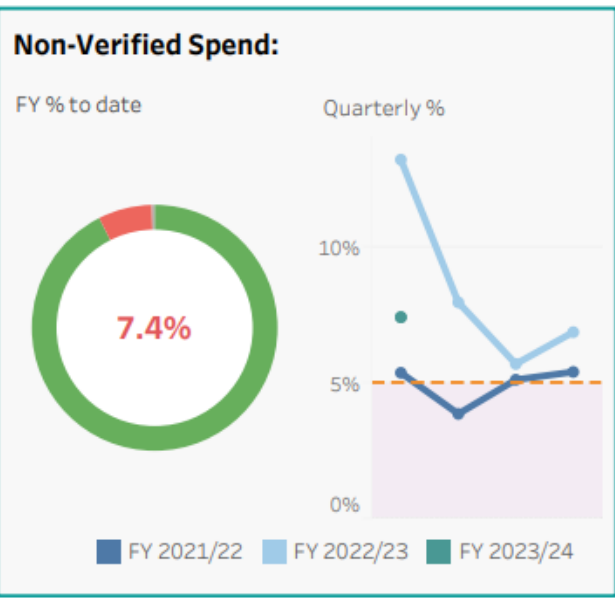 Non-Verified Spend:
FY % to date
Quarterly %
10%
7.4%
5%
0%
FY 2021/22
FY 2022/23
FY 2023/24